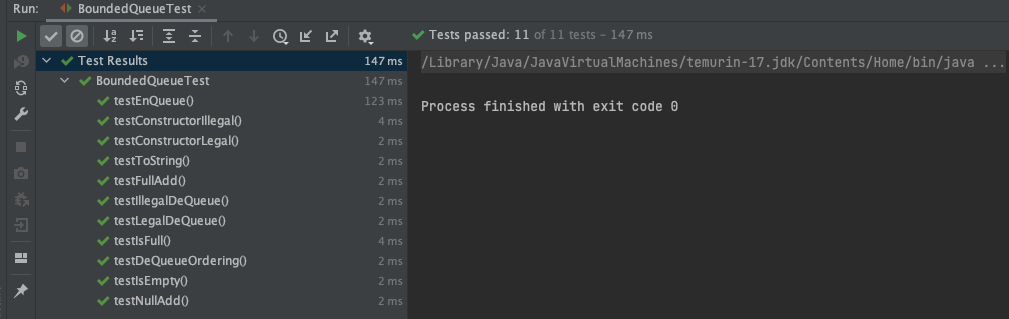 Run: BoundedQueueTest ×
Tests passed: 11 of 11 tests – 147 ms
Test Results 147 ms
BoundedQueueTest 147 ms
testEnQueue() 123 ms
testConstructorIllegal() 4 ms
testConstructorLegal() 2 ms
testToString() 2 ms
testFullAdd() 2 ms
testIllegalDeQueue() 2 ms
testLegalDeQueue() 2 ms
testIsFull() 4 ms
testDeQueueOrdering() 2 ms
testIsEmpty() 2 ms
testNullAdd() 2 ms
/Library/Java/JavaVirtualMachines/temurin-17.jdk/Contents/Home/bin/java ...
Process finished with exit code 0